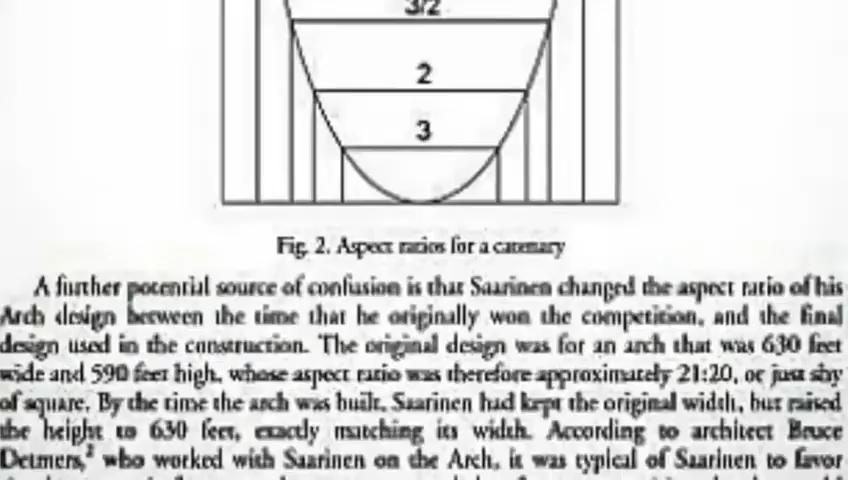 3/2
2
3
Fig. 2. Aspect ratios for a catenary
A further potential source of confusion is that Saarinen changed the aspect ratio of his
Arch design between the time that he originally won the competition, and the final
design used in the construction. The original design was for an arch that was 630 feet
wide and 590 feet high, whose aspect ratio was therefore approximately 21:20, or just shy
of square. By the time the arch was built, Saarinen had kept the original width, but raised
the height to 630 feet, exactly matching its width. According to architect Bruce
Detmers,² who worked with Saarinen on the Arch, it was typical of Saarinen to favor